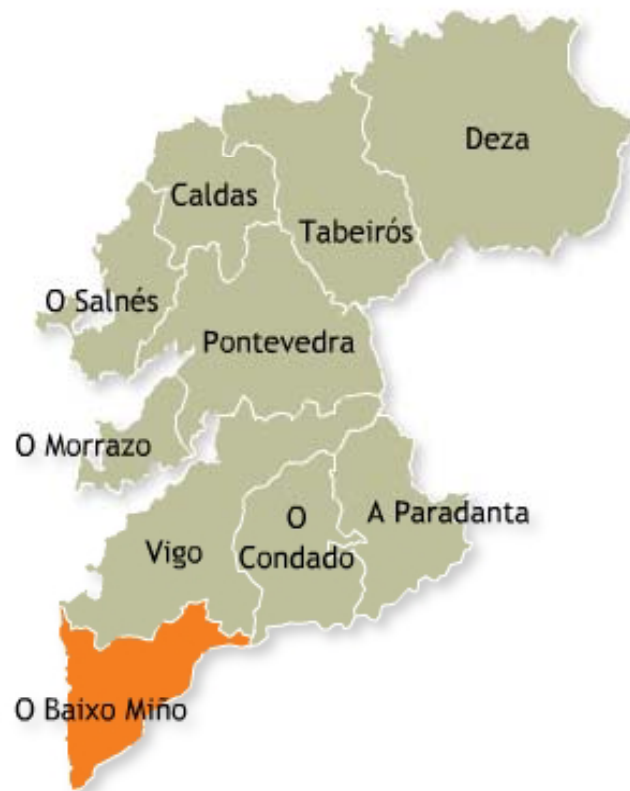 Deza
Caldas
Tabeirós
O Salnés
Pontevedra
O Morrazo
A Paradanta
O
Condado
Vigo
O Baixo Miño